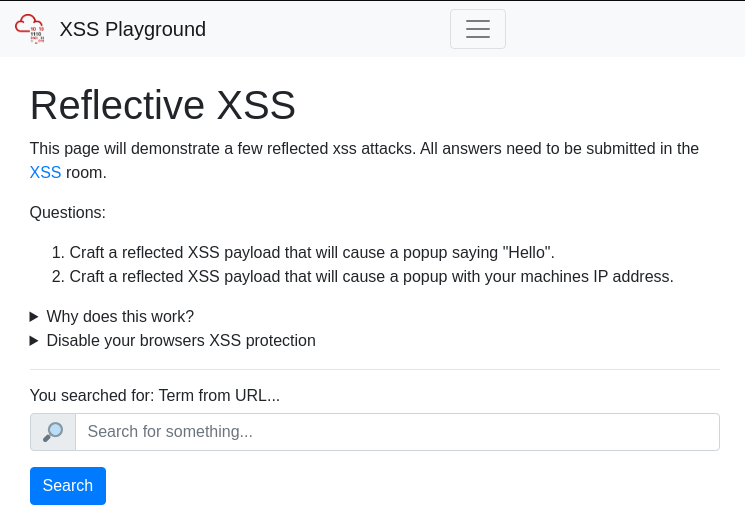 XSS Playground
Reflective XSS
This page will demonstrate a few reflected xss attacks. All answers need to be submitted in the
XSS room.
Questions:
1. Craft a reflected XSS payload that will cause a popup saying "Hello".
2. Craft a reflected XSS payload that will cause a popup with your machines IP address.
Why does this work?
Disable your browsers XSS protection
You searched for: Term from URL...
Search for something...
Search